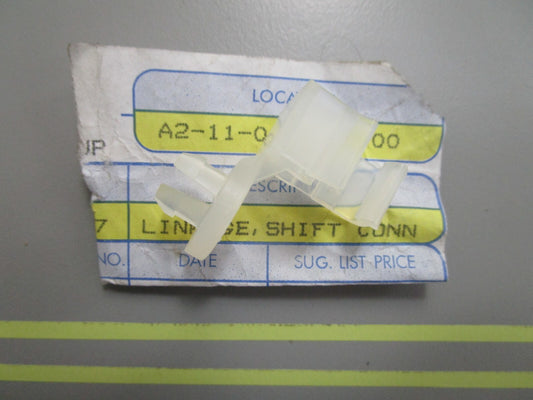 LOCA
A2-11-0 00
UP
ESCRI
7 LIN GE, SHIFT CONN
NO. DATE SUG. LIST PRICE